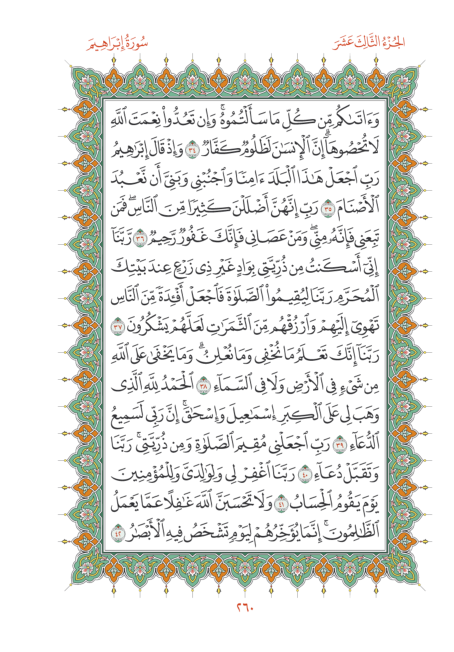 الجُزْءُ الثَّالِثَ عَشَرَ
سُورَةُ إِبْرَاهِيمَ
وَءَاتَىٰكُم مِّن كُلِّ مَا سَأَلْتُمُوهُۚ وَإِن تَعُدُّوا۟ نِعْمَتَ ٱللَّهِ
لَا تُحْصُوهَآۗ إِنَّ ٱلْإِنسَٰنَ لَظَلُومٌ كَفَّارٌ ٣٤ وَإِذْ قَالَ إِبْرَٰهِيمُ
رَبِّ ٱجْعَلْ هَٰذَا ٱلْبَلَدَ ءَامِنًا وَٱجْنُبْنِى وَبَنِىَّ أَن نَّعْبُدَ
ٱلْأَصْنَامَ ٣٥ رَبِّ إِنَّهُنَّ أَضْلَلْنَ كَثِيرًا مِّنَ ٱلنَّاسِۖ فَمَن
تَبِعَنِى فَإِنَّهُۥ مِنِّىۖ وَمَنْ عَصَانِى فَإِنَّكَ غَفُورٌ رَّحِيمٌ ٣٦ رَّبَّنَآ
إِنِّىٓ أَسْكَنتُ مِن ذُرِّيَّتِى بِوَادٍ غَيْرِ ذِى زَرْعٍ عِندَ بَيْتِكَ
ٱلْمُحَرَّمِ رَبَّنَا لِيُقِيمُوا۟ ٱلصَّلَوٰةَ فَٱجْعَلْ أَفْـِٔدَةً مِّنَ ٱلنَّاسِ
تَهْوِىٓ إِلَيْهِمْ وَٱرْزُقْهُم مِّنَ ٱلثَّمَرَٰتِ لَعَلَّهُمْ يَشْكُرُونَ ٣٧
رَبَّنَآ إِنَّكَ تَعْلَمُ مَا نُخْفِى وَمَا نُعْلِنُۗ وَمَا يَخْفَىٰ عَلَى ٱللَّهِ
مِن شَىْءٍ فِى ٱلْأَرْضِ وَلَا فِى ٱلسَّمَآءِ ٣٨ ٱلْحَمْدُ لِلَّهِ ٱلَّذِى
وَهَبَ لِى عَلَى ٱلْكِبَرِ إِسْمَٰعِيلَ وَإِسْحَٰقَۚ إِنَّ رَبِّى لَسَمِيعُ
ٱلدُّعَآءِ ٣٩ رَبِّ ٱجْعَلْنِى مُقِيمَ ٱلصَّلَوٰةِ وَمِن ذُرِّيَّتِىۚ رَبَّنَا
وَتَقَبَّلْ دُعَآءِ ٤٠ رَبَّنَا ٱغْفِرْ لِى وَلِوَٰلِدَىَّ وَلِلْمُؤْمِنِينَ
يَوْمَ يَقُومُ ٱلْحِسَابُ ٤١ وَلَا تَحْسَبَنَّ ٱللَّهَ غَٰفِلًا عَمَّا يَعْمَلُ
ٱلظَّٰلِمُونَۚ إِنَّمَا يُؤَخِّرُهُمْ لِيَوْمٍ تَشْخَصُ فِيهِ ٱلْأَبْصَٰرُ ٤٢
٢٦٠